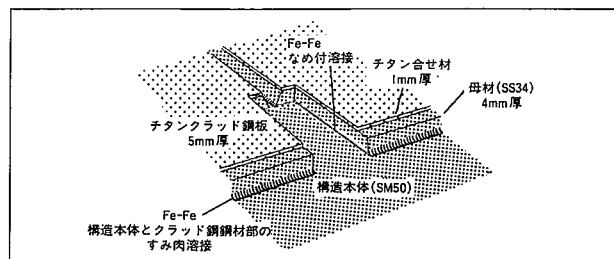 Fe-Fe
なめ付溶接
チタン合せ材
1mm厚
母材(SS34)
4mm厚
チタンクラッド鋼板
5mm厚
構造本体(SM50)
Fe-Fe
構造本体とクラッド鋼鋼材部の
すみ肉溶接